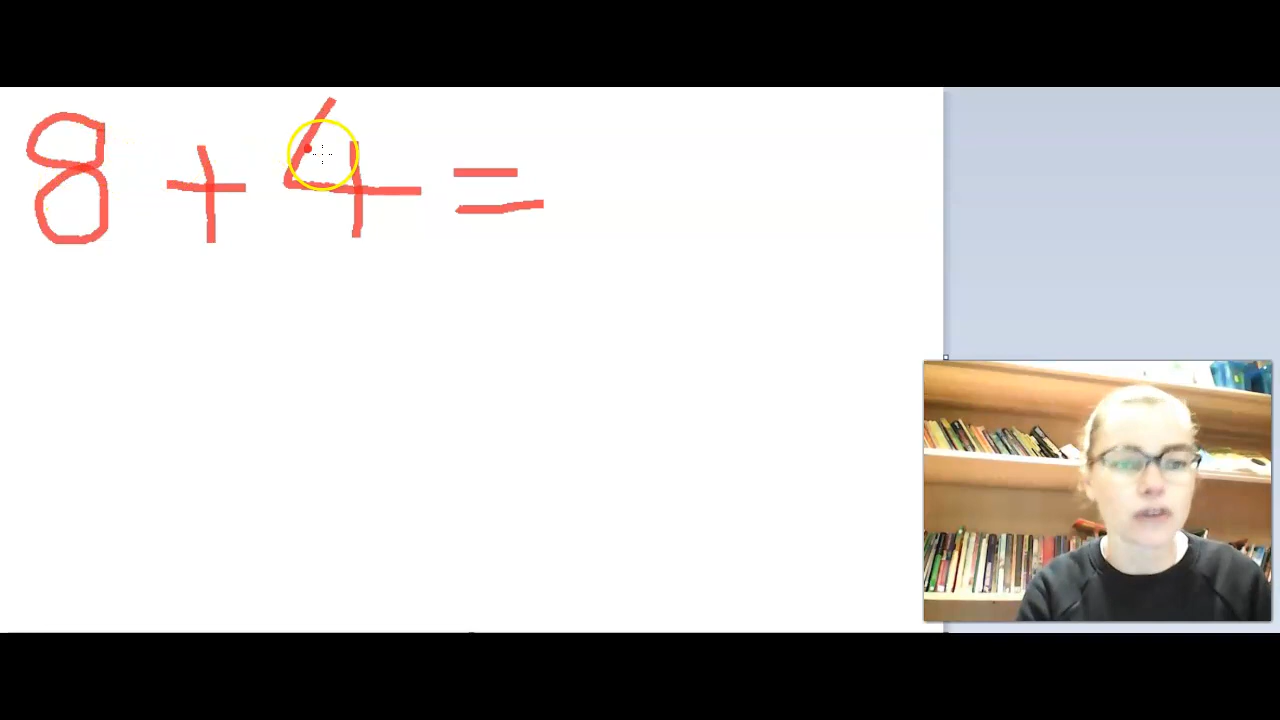 8 + 4 =